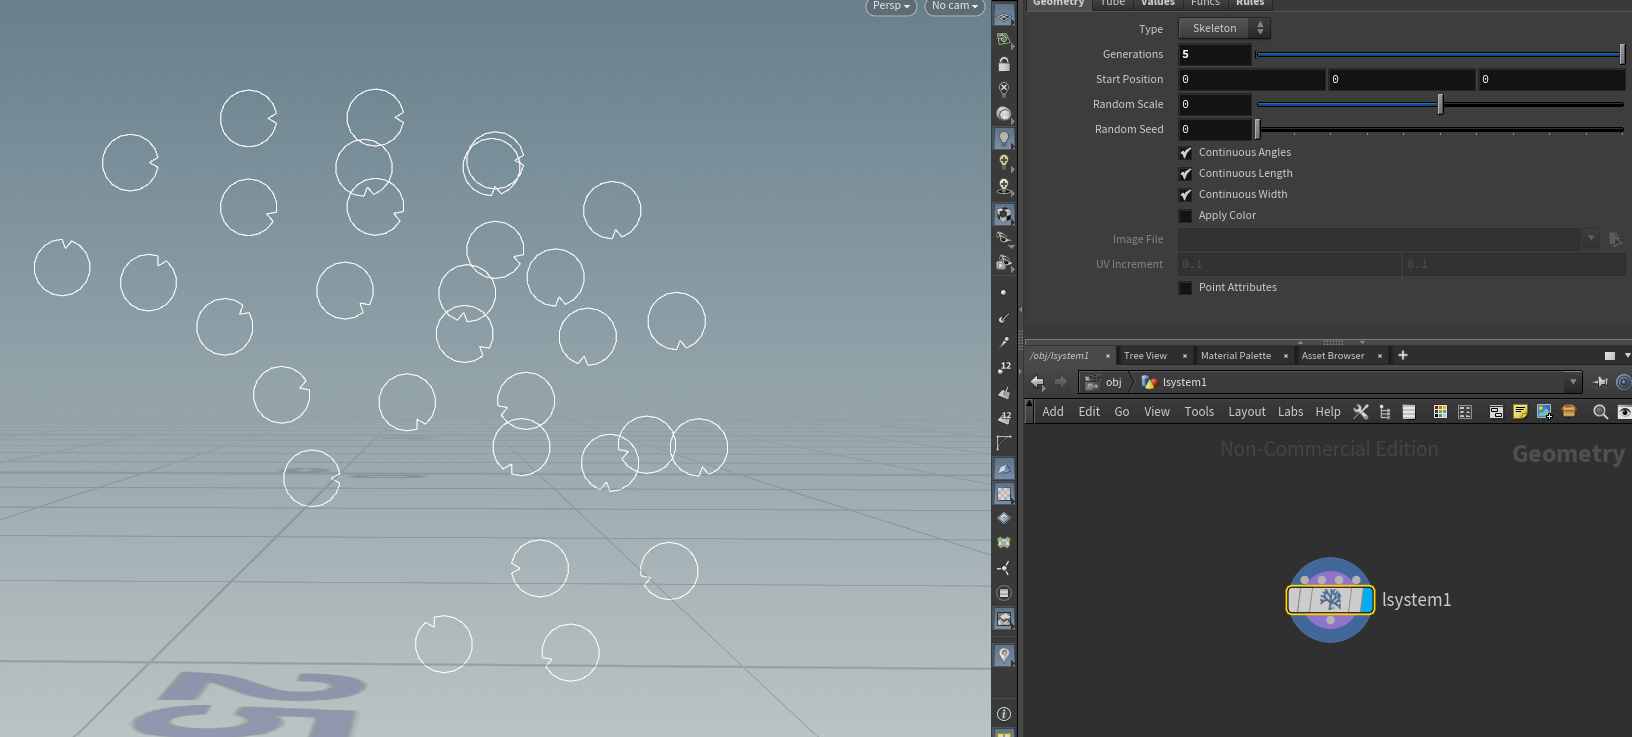 Persp
No cam
Geometry Tube Values Funcs Rules
Type Skeleton
Generations 5
Start Position 0 0 0
Random Scale 0
Random Seed 0
Continuous Angles
Continuous Length
Continuous Width
Apply Color
Image File
UV Increment 0.1 0.1
Point Attributes
/obj/lsystem1 × Tree View × Material Palette × Asset Browser × +
obj lsystem1
Add Edit Go View Tools Layout Labs Help
Non-Commercial Edition
Geometry
lsystem1
12
12
25